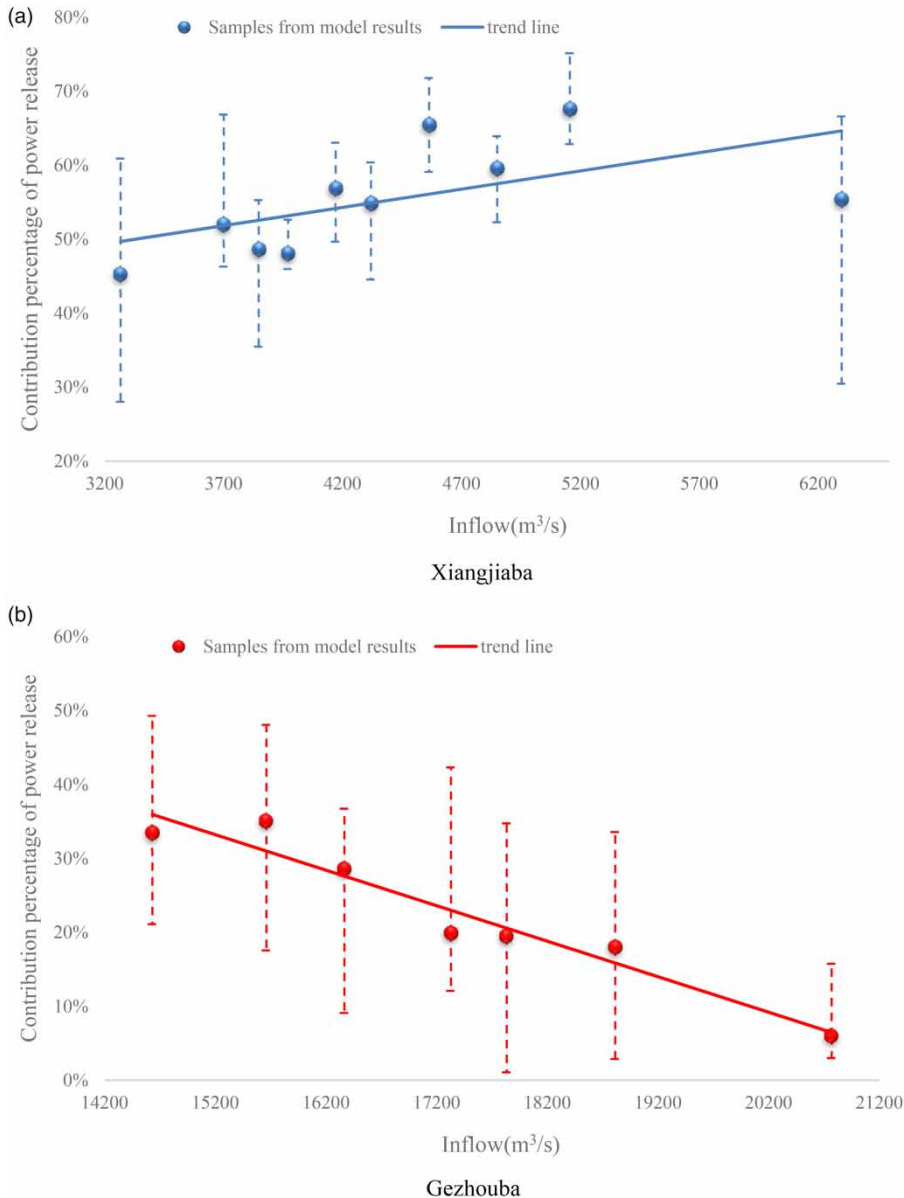 (a)
80%
Samples from model results
trend line
70%
60%
50%
40%
30%
20%
Contribution percentage of power release
3200
3700
4200
4700
5200
5700
6200
Inflow(m³/s)
Xiangjiaba
(b)
60%
Samples from model results
trend line
50%
40%
30%
20%
10%
0%
Contribution percentage of power release
14200
15200
16200
17200
18200
19200
20200
21200
Inflow(m³/s)
Gezhouba